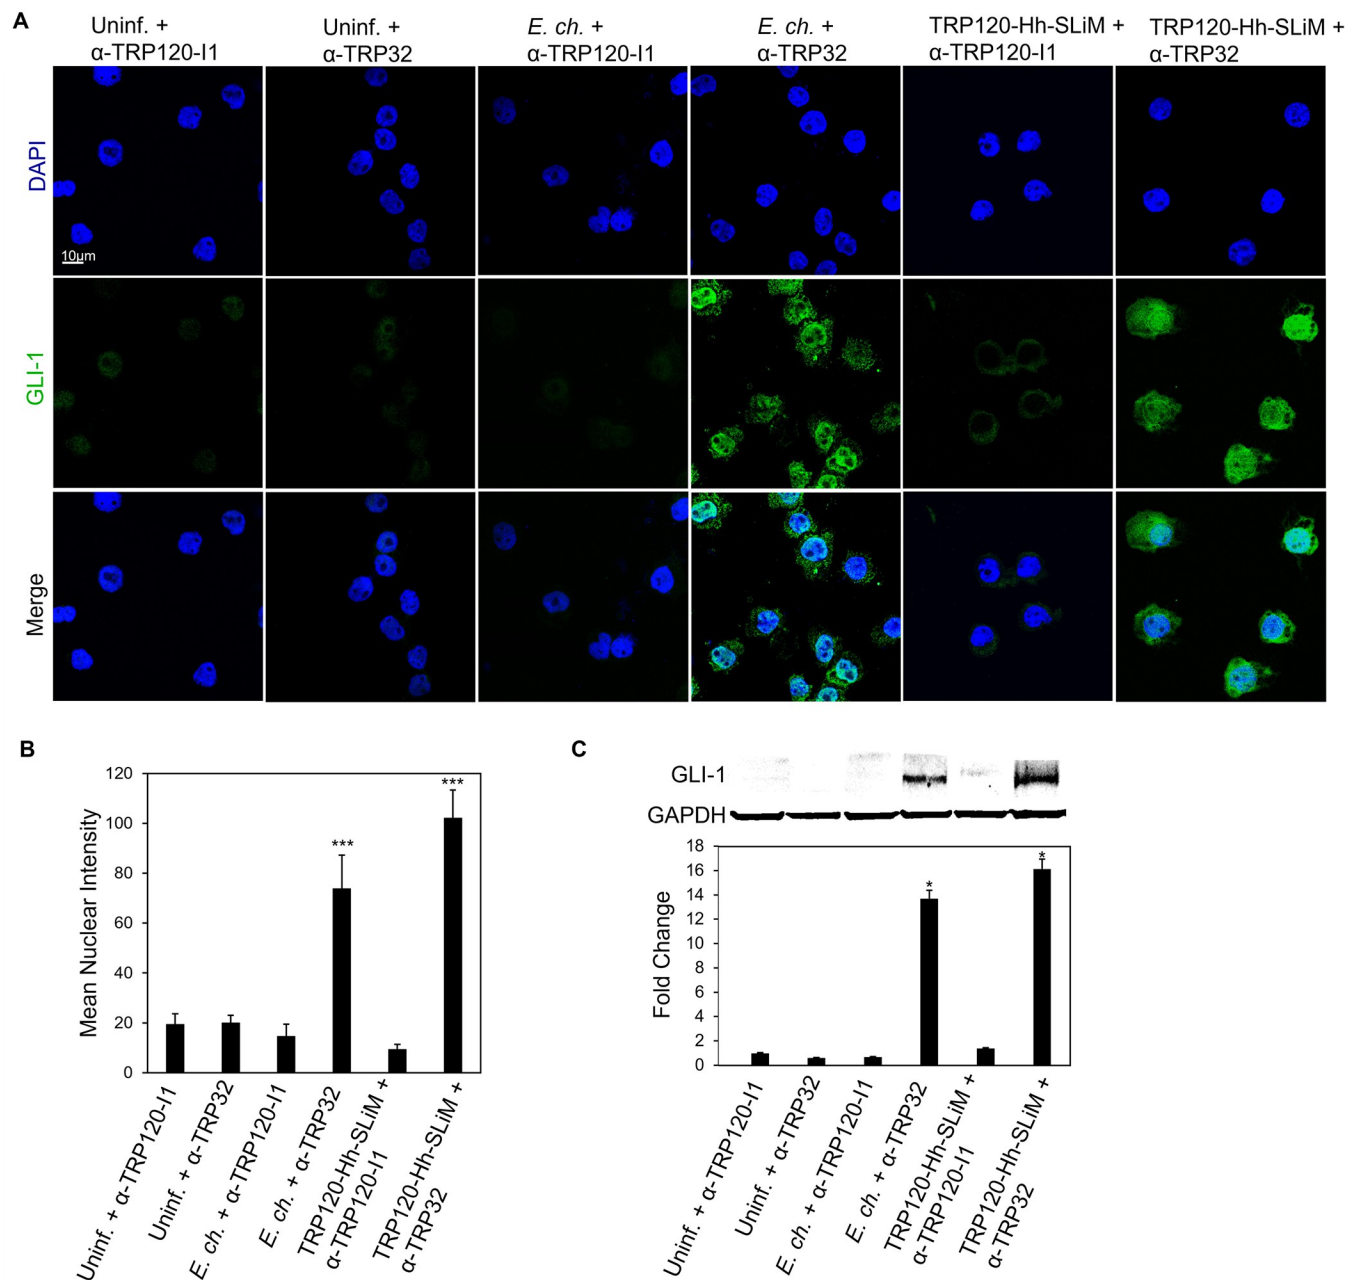 A
Uninf. +
α-TRP120-I1
Uninf. +
α-TRP32
E. ch. +
α-TRP120-I1
E. ch. +
α-TRP32
TRP120-Hh-SLiM +
α-TRP120-I1
TRP120-Hh-SLiM +
α-TRP32
DAPI
10µm
GLI-1
Merge
B
120
100
80
60
40
20
0
Mean Nuclear Intensity
***
***
Uninf. + α-TRP120-I1
Uninf. + α-TRP32
E. ch. + α-TRP120-I1
E. ch. + α-TRP32
TRP120-Hh-SLiM +
α-TRP120-I1
TRP120-Hh-SLiM +
α-TRP32
C
GLI-1
GAPDH
18
16
14
12
10
8
6
4
2
0
Fold Change
*
*
Uninf. + α-TRP120-I1
Uninf. + α-TRP32
E. ch. + α-TRP120-I1
E. ch. + α-TRP32
TRP120-Hh-SLiM +
α-TRP120-I1
TRP120-Hh-SLiM +
α-TRP32